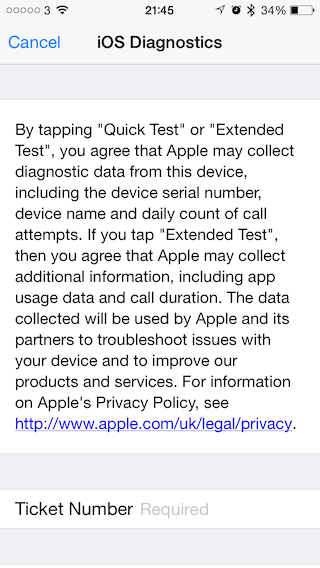 3 21:45 34%
Cancel iOS Diagnostics
By tapping "Quick Test" or "Extended
Test", you agree that Apple may collect
diagnostic data from this device,
including the device serial number,
device name and daily count of call
attempts. If you tap "Extended Test",
then you agree that Apple may collect
additional information, including app
usage data and call duration. The data
collected will be used by Apple and its
partners to troubleshoot issues with
your device and to improve our
products and services. For information
on Apple's Privacy Policy, see
http://www.apple.com/uk/legal/privacy.
Ticket Number Required